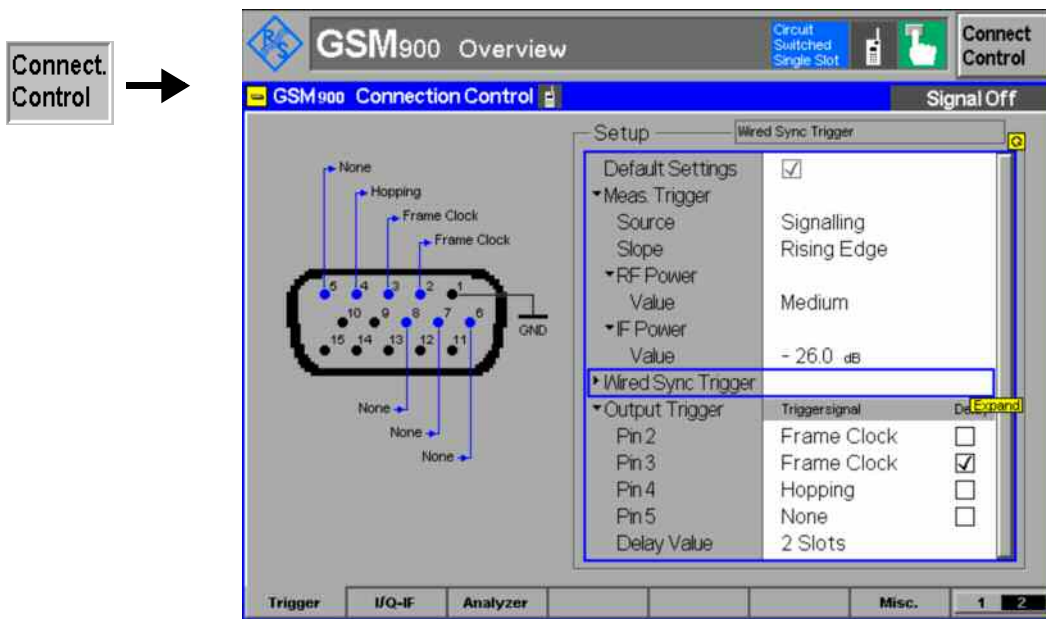 Connect.
Control
R&S
GSM900 Overview
Circuit
Switched
Single Slot
Connect
Control
GSM900 Connection Control
Signal Off
Setup
Wired Sync Trigger
Default Settings
Meas. Trigger
Source Signalling
Slope Rising Edge
RF Power
Value Medium
IF Power
Value - 26.0 dB
Wired Sync Trigger
Expand
Output Trigger Triggersignal
Pin 2 Frame Clock
Pin 3 Frame Clock
Pin 4 Hopping
Pin 5 None
Delay Value 2 Slots
None
Hopping
Frame Clock
Frame Clock
5 4 3 2 1
10 9 8 7 6
15 14 13 12 11
GND
None
None
None
Trigger I/Q-IF Analyzer Misc. 1 2